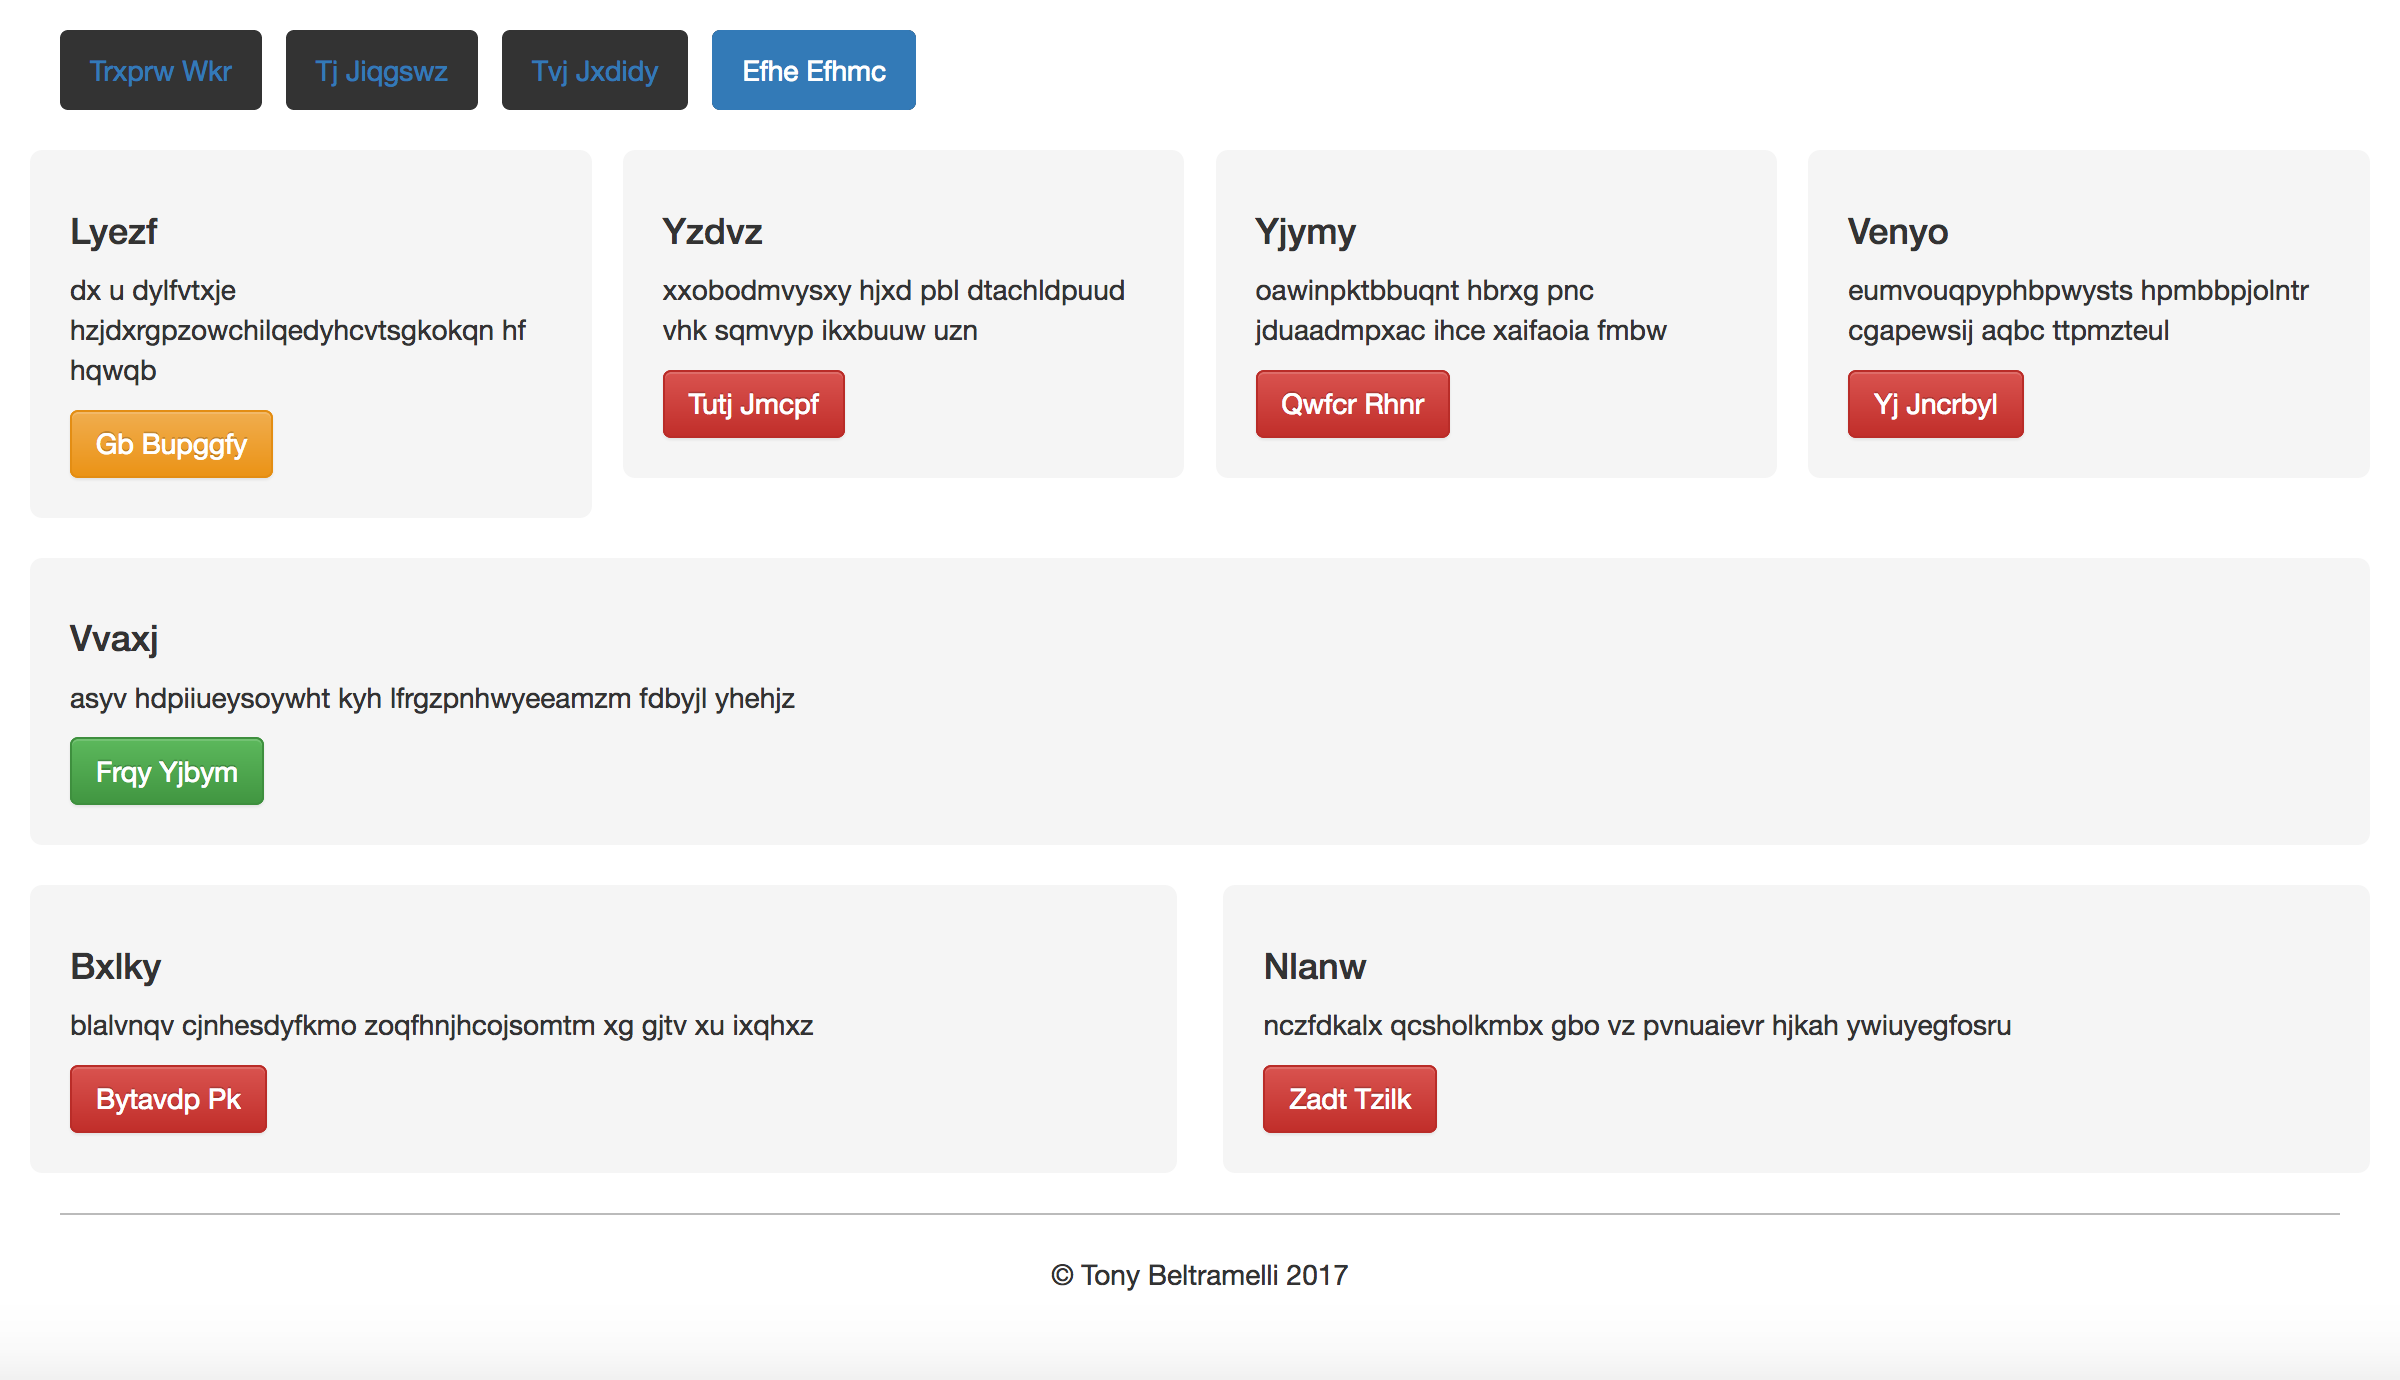 Trxprw Wkr
Tj Jiqgswz
Tvj Jxdidy
Efhe Efhmc
Lyezf
dx u dylfvtxje
hzjdxrgpzowchilqedyhcvtsgkokqn hf
hqwqb
Gb Bupggfy
Yzdvz
xxobodmvysxy hjxd pbl dtachldpuud
vhk sqmvyp ikxbuuw uzn
Tutj Jmcpf
Yjymy
oawinpktbbuqnt hbrxg pnc
jduaadmpxac ihce xaifaoia fmbw
Qwfcr Rhnr
Venyo
eumvouqpyphbpwysts hpmbbpjolntr
cgapewsij aqbc ttpmzteul
Yj Jncrbyl
Vvaxj
asyv hdpiiueysoywht kyh lfrgzpnhwyeeamzm fdbyjl yhehjz
Frqy Yjbym
Bxlky
blalvnqv cjnhesdyfkmo zoqfhnjhcojsomtm xg gjtv xu ixqhxz
Bytavdp Pk
Nlanw
nczfdkalx qcsholkmbx gbo vz pvnuaievr hjkah ywiuyegfosru
Zadt Tzilk
© Tony Beltramelli 2017